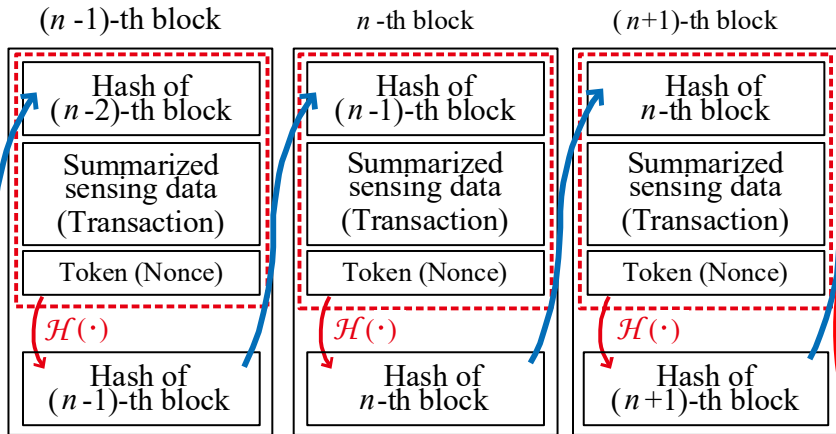 (n -1)-th block
Hash of
(n -2)-th block
Summarized
sensing data
(Transaction)
Token (Nonce)
ℋ(·)
Hash of
(n -1)-th block
n -th block
Hash of
(n -1)-th block
Summarized
sensing data
(Transaction)
Token (Nonce)
ℋ(·)
Hash of
n-th block
(n+1)-th block
Hash of
n-th block
Summarized
sensing data
(Transaction)
Token (Nonce)
ℋ(·)
Hash of
(n+1)-th block